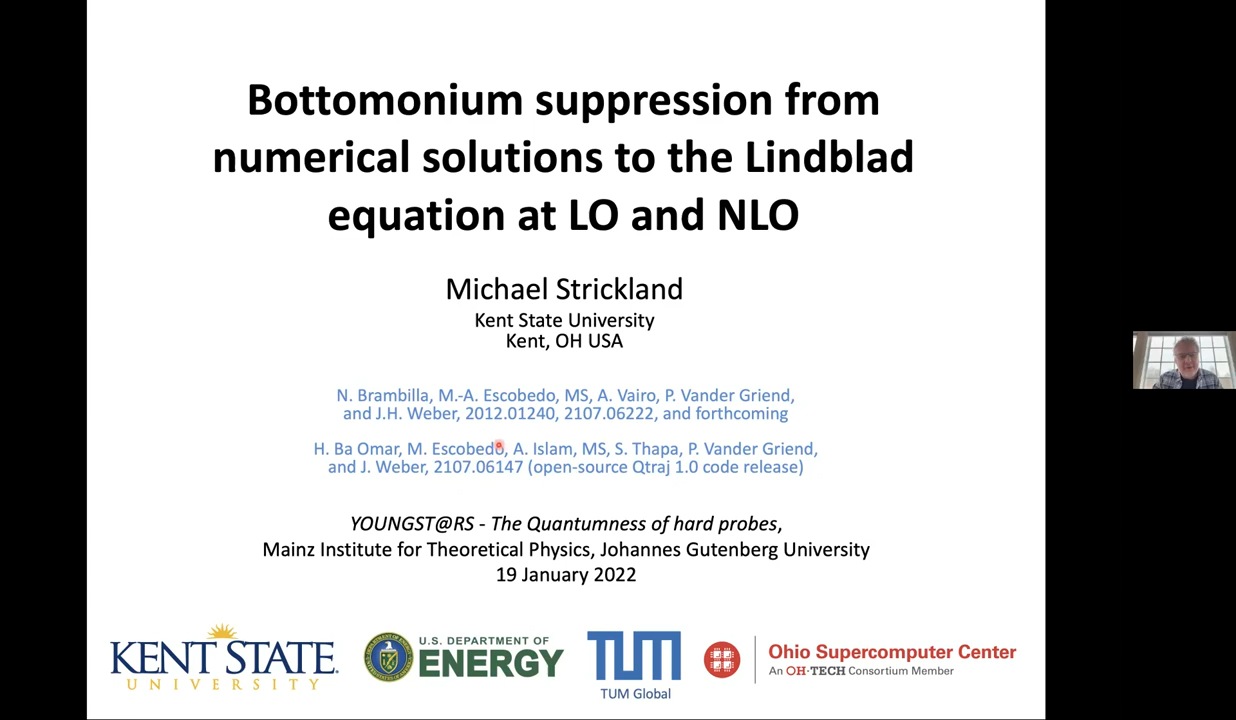 Bottomonium suppression from
numerical solutions to the Lindblad
equation at LO and NLO
Michael Strickland
Kent State University
Kent, OH USA
N. Brambilla, M.-A. Escobedo, MS, A. Vairo, P. Vander Griend,
and J.H. Weber, 2012.01240, 2107.06222, and forthcoming
H. Ba Omar, M. Escobedo, A. Islam, MS, S. Thapa, P. Vander Griend,
and J. Weber, 2107.06147 (open-source Qtraj 1.0 code release)
YOUNGST@RS - The Quantumness of hard probes,
Mainz Institute for Theoretical Physics, Johannes Gutenberg University
19 January 2022
KENT STATE
UNIVERSITY
U.S. DEPARTMENT OF
ENERGY
TUM
TUM Global
Ohio Supercomputer Center
An OH·TECH Consortium Member